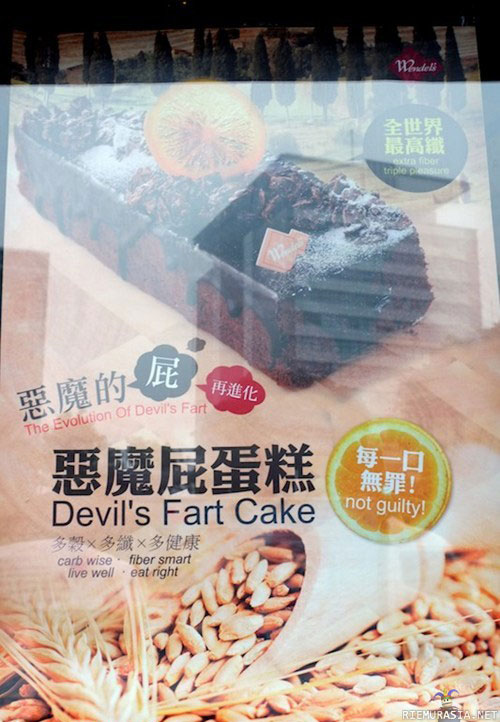 Wendel's
全世界
最高纖
extra fiber
triple pleasure
惡魔的屁再進化
The Evolution Of Devil's Fart
惡魔屁蛋糕
Devil's Fart Cake
每一口
無罪!
not guilty!
多穀×多纖×多健康
carb wise · fiber smart
live well · eat right
RIEMURASIA.NET